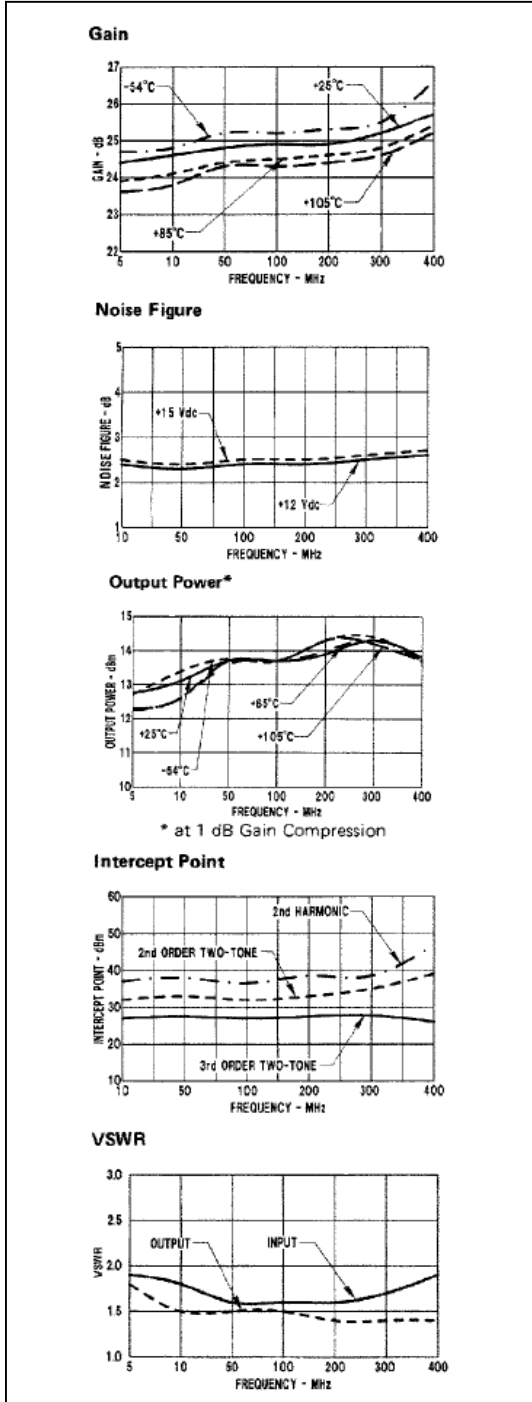 Gain
27
26
25
24
23
22
GAIN - dB
-54°C
+25°C
+85°C
+105°C
5 10 50 100 200 300 400
FREQUENCY - MHz
Noise Figure
5
4
3
2
1
NOISE FIGURE - dB
+15 Vdc
+12 Vdc
10 50 100 200 300 400
FREQUENCY - MHz
Output Power*
15
14
13
12
11
10
OUTPUT POWER - dBm
+25°C
-54°C
+85°C
+105°C
5 10 50 100 200 300 400
FREQUENCY - MHz
* at 1 dB Gain Compression
Intercept Point
60
50
40
30
20
10
INTERCEPT POINT - dBm
2nd HARMONIC
2nd ORDER TWO-TONE
3rd ORDER TWO-TONE
10 50 100 200 300 400
FREQUENCY - MHz
VSWR
3.0
2.5
2.0
1.5
1.0
VSWR
OUTPUT
INPUT
5 10 50 100 200 300 400
FREQUENCY - MHz